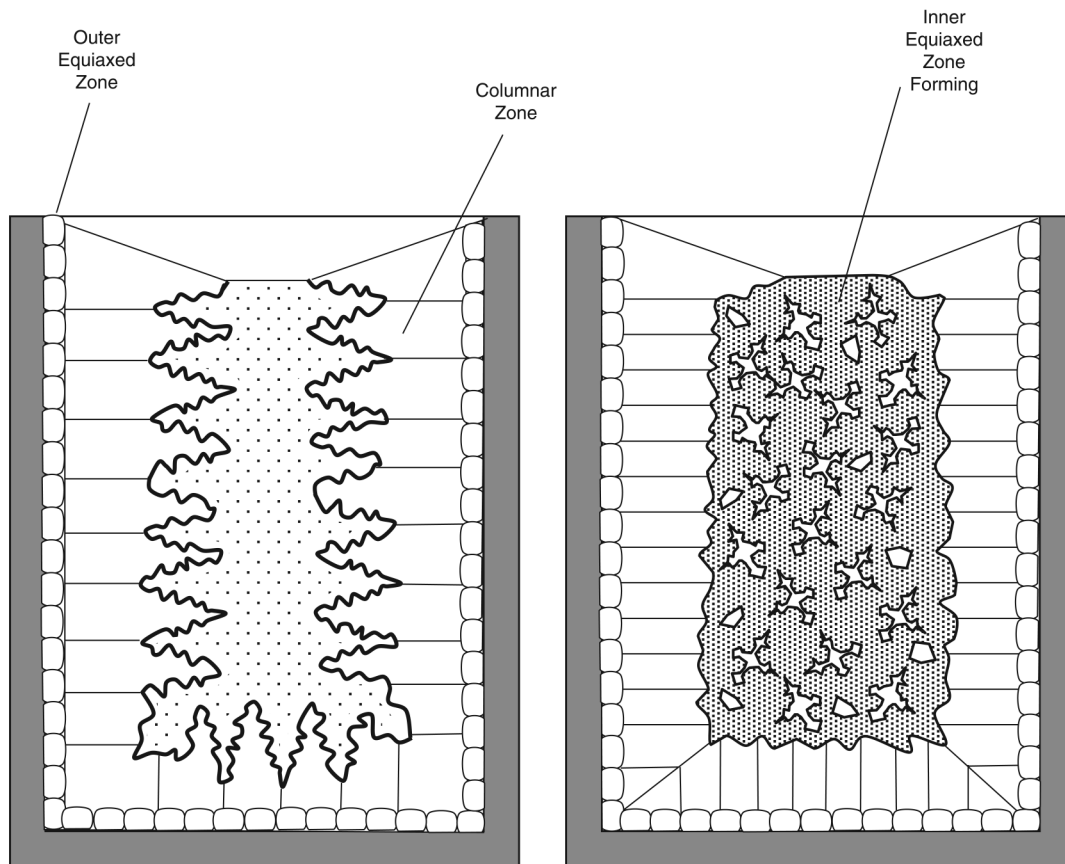 Outer
Equiaxed
Zone
Columnar
Zone
Inner
Equiaxed
Zone
Forming